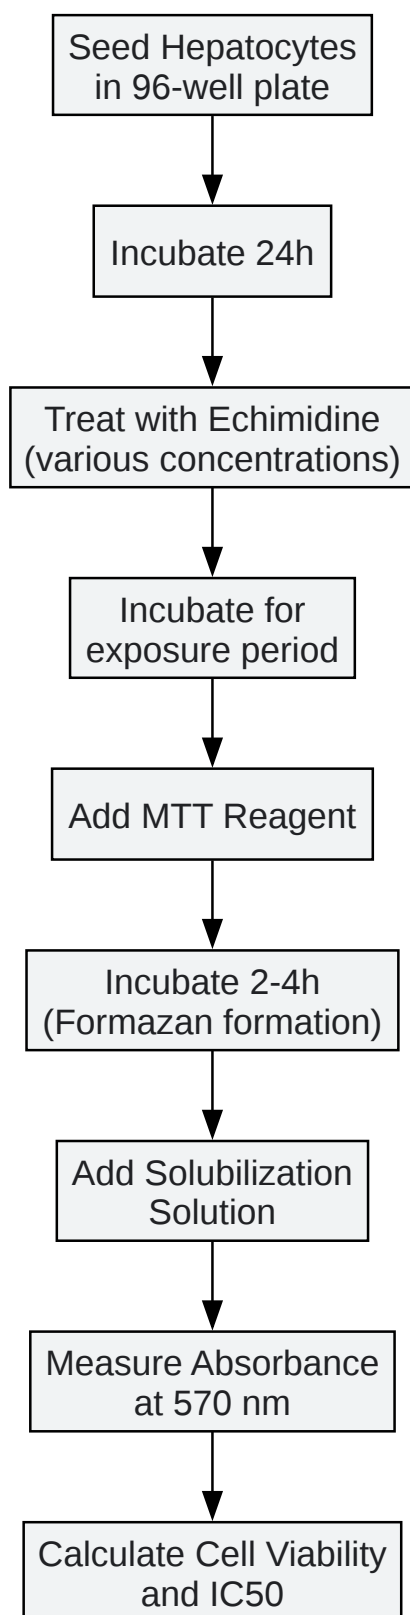 Seed Hepatocytes
in 96-well plate
Incubate 24h
Treat with Echimidine
(various concentrations)
Incubate for
exposure period
Add MTT Reagent
Incubate 2-4h
(Formazan formation)
Add Solubilization
Solution
Measure Absorbance
at 570 nm
Calculate Cell Viability
and IC50